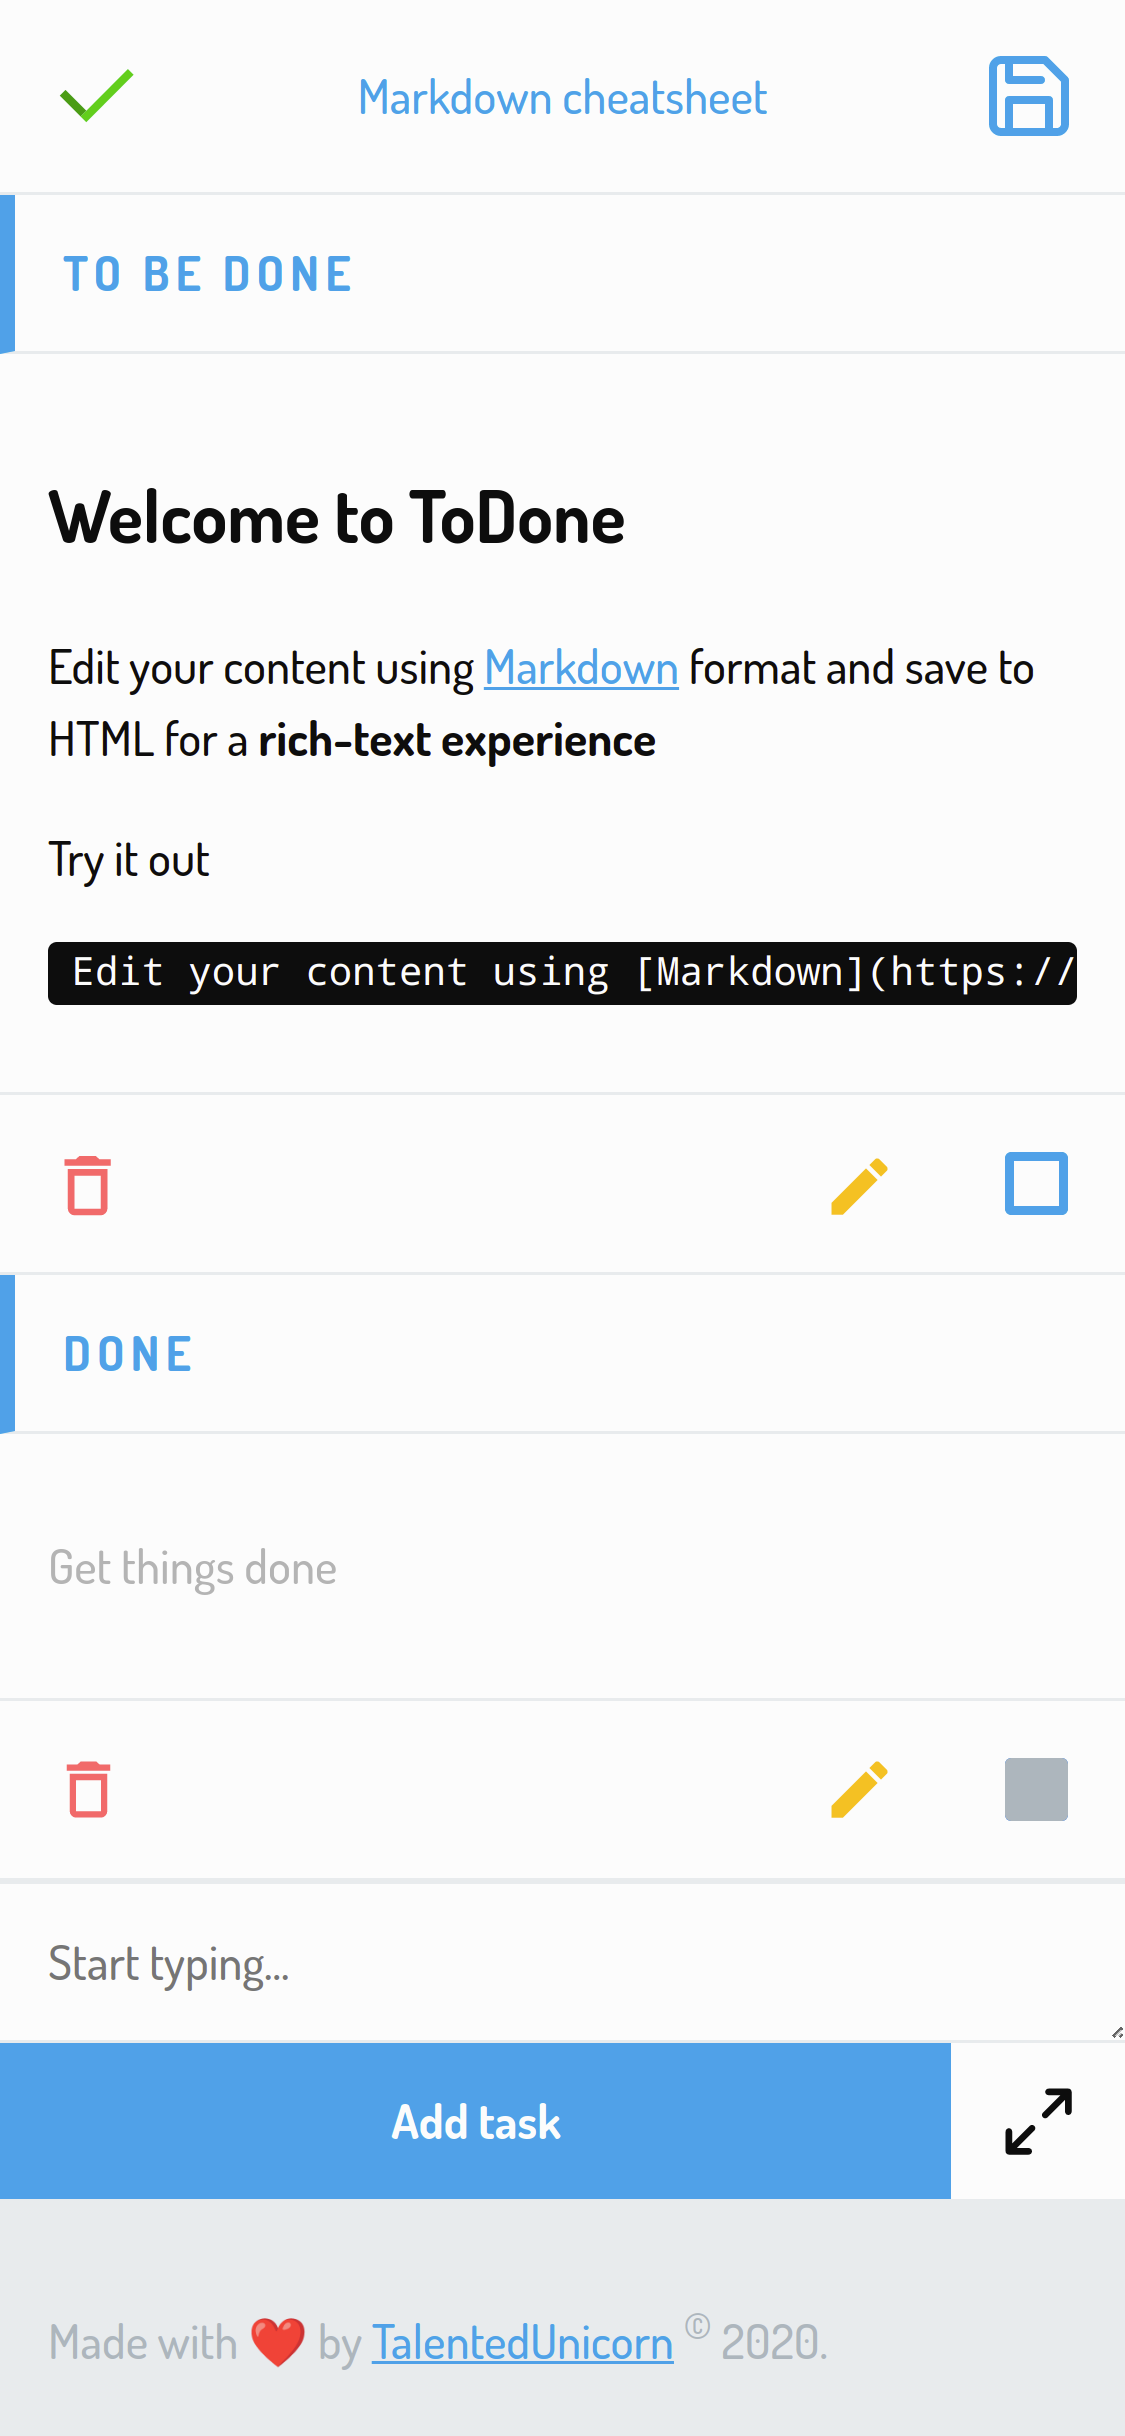 Markdown cheatsheet
TO BE DONE
Welcome to ToDone
Edit your content using Markdown format and save to
HTML for a rich-text experience
Try it out
Edit your content using [Markdown](https://
DONE
Get things done
Start typing...
Add task
Made with ❤️ by TalentedUnicorn © 2020.